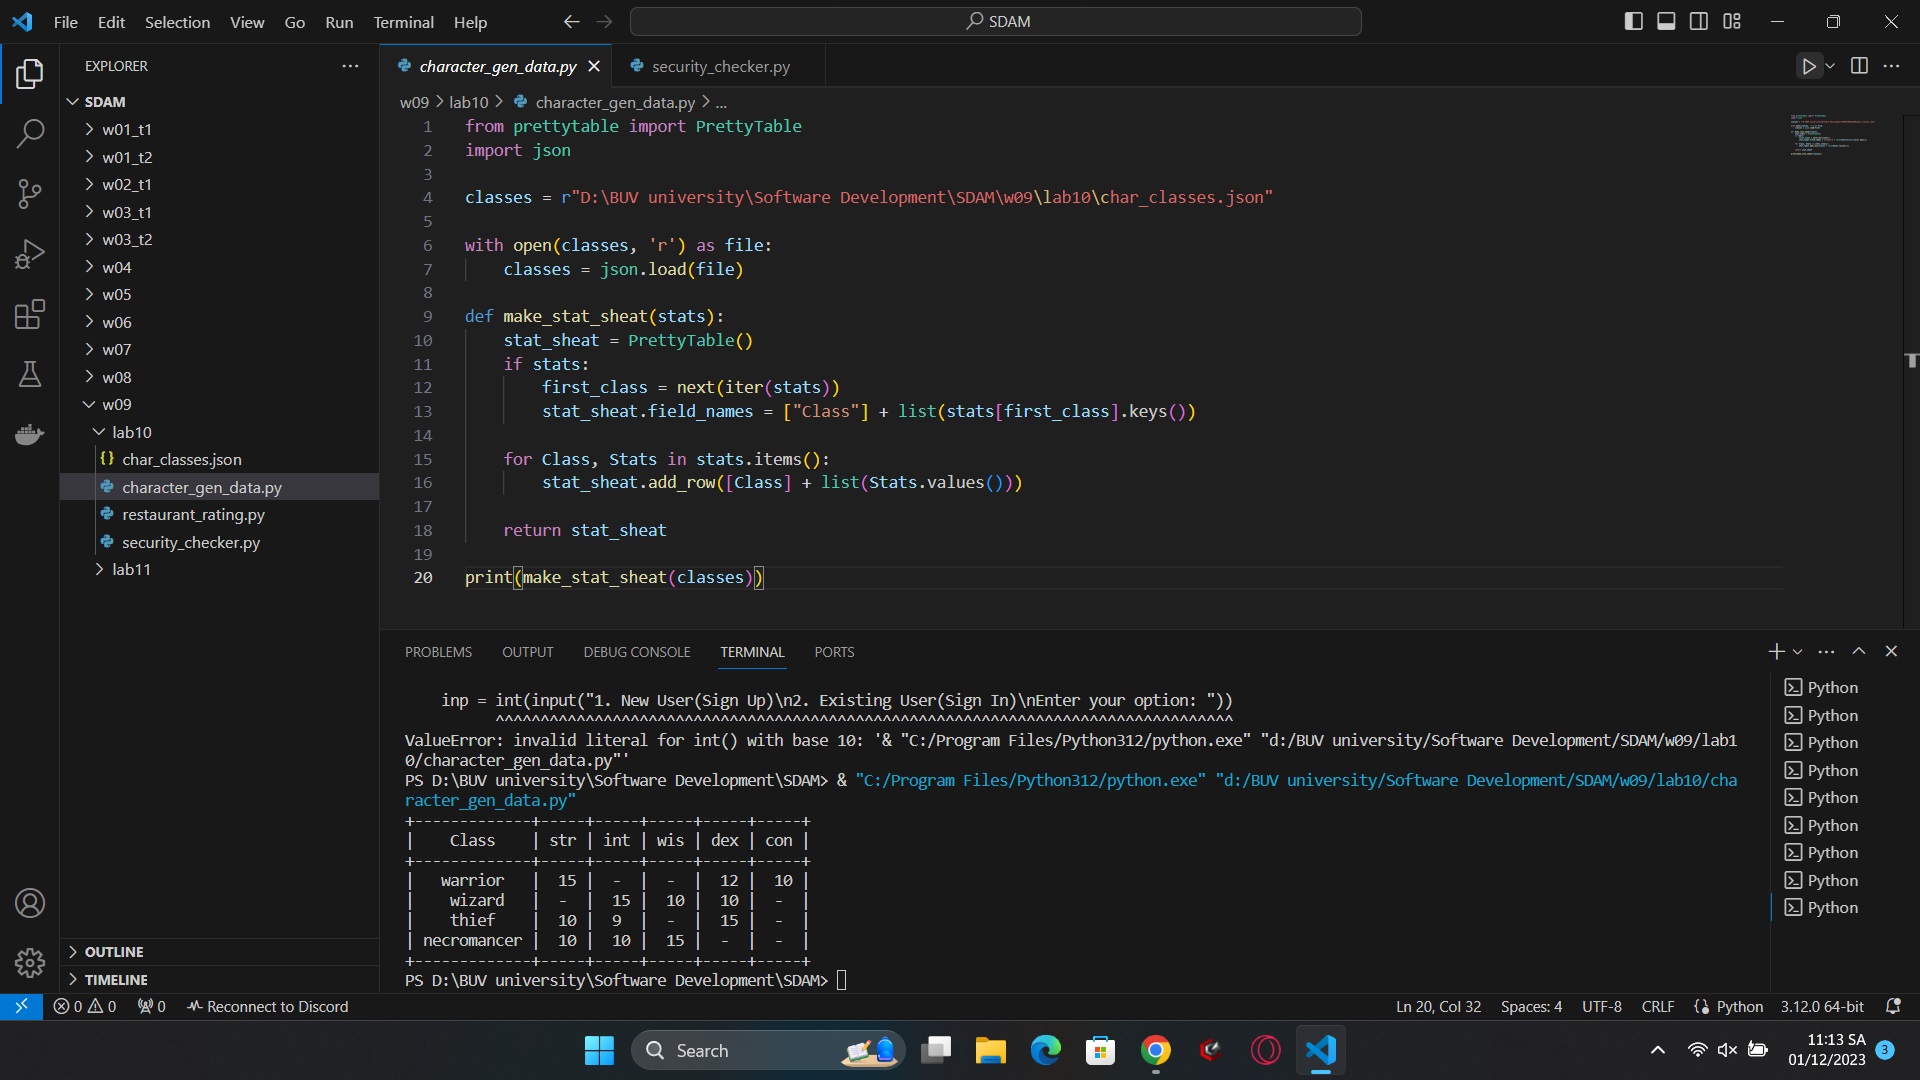 File Edit Selection View Go Run Terminal Help
SDAM
EXPLORER
SDAM
w01_t1
w01_t2
w02_t1
w03_t1
w03_t2
w04
w05
w06
w07
w08
w09
lab10
char_classes.json
character_gen_data.py
restaurant_rating.py
security_checker.py
lab11
OUTLINE
TIMELINE
character_gen_data.py security_checker.py
w09 > lab10 > character_gen_data.py > ...
1 from prettytable import PrettyTable
2 import json
3
4 classes = r"D:\BUV university\Software Development\SDAM\w09\lab10\char_classes.json"
5
6 with open(classes, 'r') as file:
7     classes = json.load(file)
8
9 def make_stat_sheat(stats):
10     stat_sheat = PrettyTable()
11     if stats:
12         first_class = next(iter(stats))
13         stat_sheat.field_names = ["Class"] + list(stats[first_class].keys())
14
15     for Class, Stats in stats.items():
16         stat_sheat.add_row([Class] + list(Stats.values()))
17
18     return stat_sheat
19
20 print(make_stat_sheat(classes))
PROBLEMS OUTPUT DEBUG CONSOLE TERMINAL PORTS
    inp = int(input("1. New User(Sign Up)\n2. Existing User(Sign In)\nEnter your option: "))
          ^^^^^^^^^^^^^^^^^^^^^^^^^^^^^^^^^^^^^^^^^^^^^^^^^^^^^^^^^^^^^^^^^^^^^^^^^^^^^^^^^^
ValueError: invalid literal for int() with base 10: '& "C:/Program Files/Python312/python.exe" "d:/BUV university/Software Development/SDAM/w09/lab1
0/character_gen_data.py"'
PS D:\BUV university\Software Development\SDAM> & "C:/Program Files/Python312/python.exe" "d:/BUV university/Software Development/SDAM/w09/lab10/cha
racter_gen_data.py"
+-------------+-----+-----+-----+-----+-----+
|    Class    | str | int | wis | dex | con |
+-------------+-----+-----+-----+-----+-----+
|   warrior   |  15 |  -  |  -  |  12 |  10 |
|    wizard   |  -  |  15 |  10 |  10 |  -  |
|    thief    |  10 |  9  |  -  |  15 |  -  |
| necromancer |  10 |  10 |  15 |  -  |  -  |
+-------------+-----+-----+-----+-----+-----+
PS D:\BUV university\Software Development\SDAM>
Python
Python
Python
Python
Python
Python
Python
Python
Python
0 0 0 Reconnect to Discord Ln 20, Col 32 Spaces: 4 UTF-8 CRLF Python 3.12.0 64-bit
Search
11:13 SA
01/12/2023
3